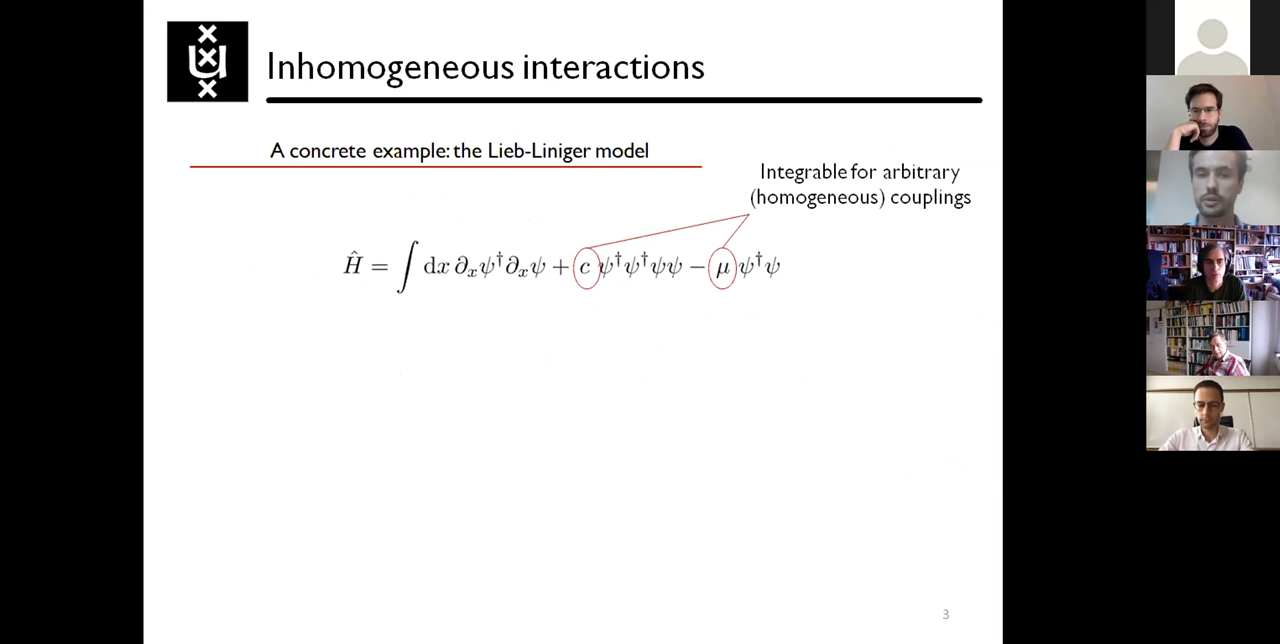 Inhomogeneous interactions
A concrete example: the Lieb-Liniger model
Integrable for arbitrary
(homogeneous) couplings
Ĥ = ∫ dx ∂ₓψ†∂ₓψ + c ψ†ψ†ψψ − μ ψ†ψ
3